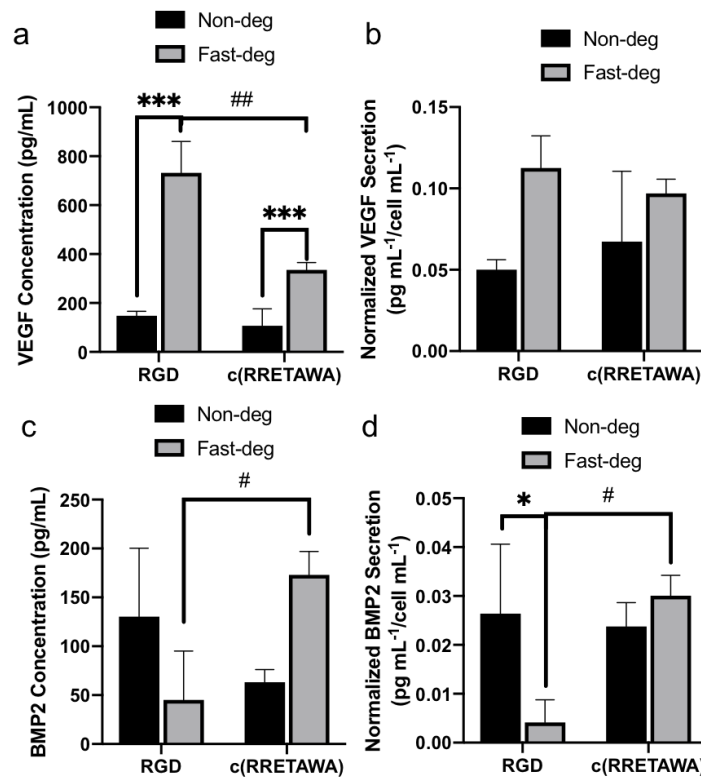 a
Non-deg
Fast-deg
VEGF Concentration (pg/mL)
1000
800
600
400
200
0
***
##
***
RGD
c(RRETAWA)
b
Non-deg
Fast-deg
Normalized VEGF Secretion
(pg mL⁻¹/cell mL⁻¹)
0.15
0.10
0.05
0.00
RGD
c(RRETAWA)
c
Non-deg
Fast-deg
BMP2 Concentration (pg/mL)
250
200
150
100
50
0
#
RGD
c(RRETAWA)
d
Non-deg
Fast-deg
Normalized BMP2 Secretion
(pg mL⁻¹/cell mL⁻¹)
0.05
0.04
0.03
0.02
0.01
0.00
*
#
RGD
c(RRETAWA)